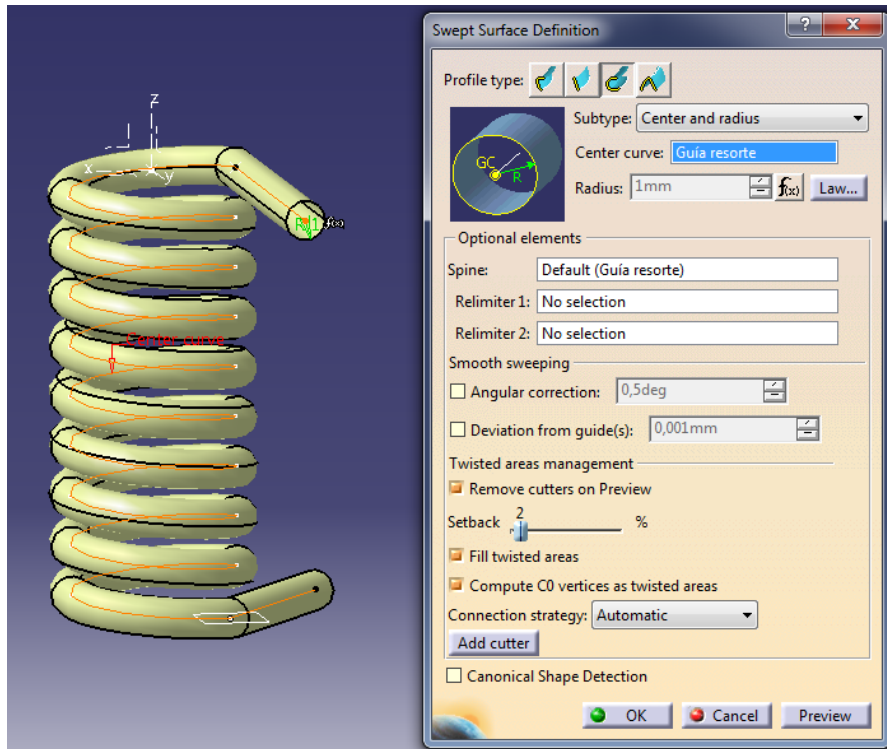 Swept Surface Definition
?
Profile type:
Subtype: Center and radius
Center curve: Guía resorte
Radius: 1mm f(x) Law...
GC
R
Optional elements
Spine: Default (Guía resorte)
Relimiter 1: No selection
Relimiter 2: No selection
Smooth sweeping
Angular correction: 0,5deg
Deviation from guide(s): 0,001mm
Twisted areas management
Remove cutters on Preview
Setback 2 %
Fill twisted areas
Compute C0 vertices as twisted areas
Connection strategy: Automatic
Add cutter
Canonical Shape Detection
OK Cancel Preview
z
x
y
R 1 f(x)
Center curve